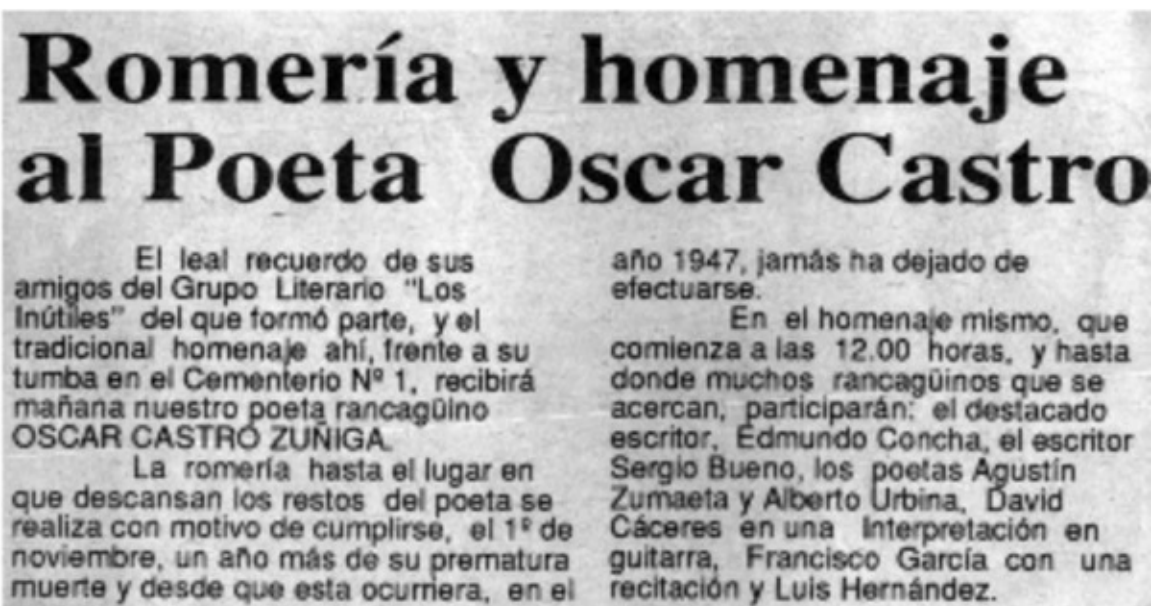 Romería y homenaje
al Poeta Oscar Castro
El leal recuerdo de sus
amigos del Grupo Literario "Los
Inútiles" del que formó parte, y el
tradicional homenaje ahí, frente a su
tumba en el Cementerio Nº 1, recibirá
mañana nuestro poeta rancagüino
OSCAR CASTRO ZUÑIGA.
La romería hasta el lugar en
que descansan los restos del poeta se
realiza con motivo de cumplirse, el 1º de
noviembre, un año más de su prematura
muerte y desde que esta ocurriera, en el
año 1947, jamás ha dejado de
efectuarse.
En el homenaje mismo, que
comienza a las 12.00 horas, y hasta
donde muchos rancagüinos que se
acercan, participarán: el destacado
escritor, Edmundo Concha, el escritor
Sergio Bueno, los poetas Agustín
Zumaeta y Alberto Urbina, David
Cáceres en una Interpretación en
guitarra, Francisco García con una
recitación y Luis Hernández.